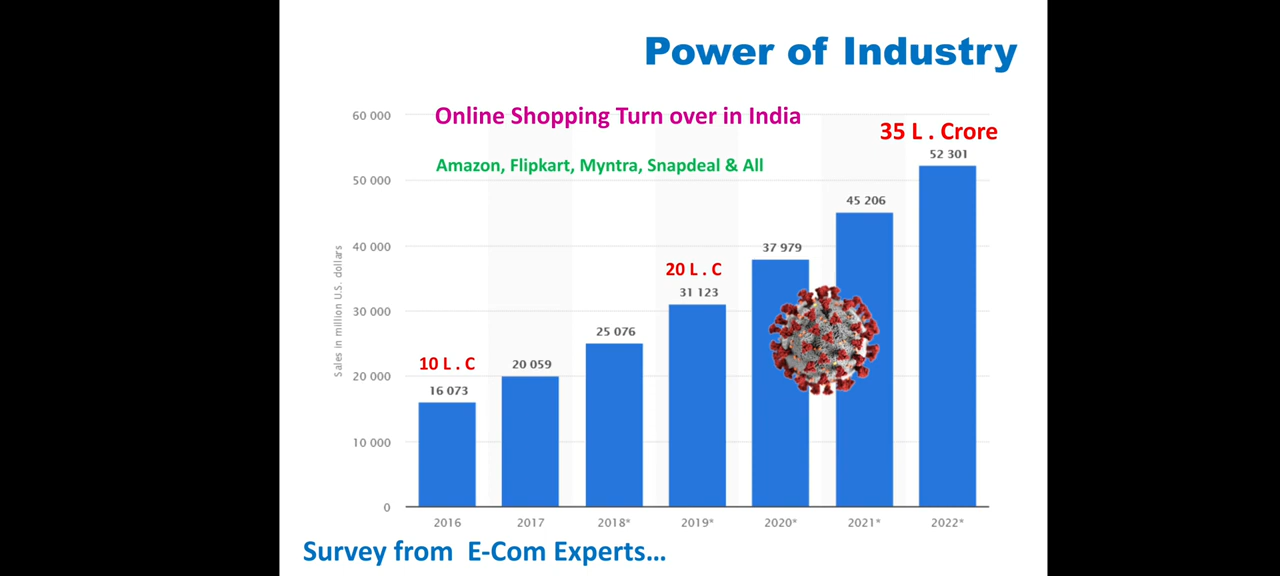 Power of Industry
Online Shopping Turn over in India
Amazon, Flipkart, Myntra, Snapdeal & All
35 L . Crore
20 L . C
10 L . C
Sales in million U.S. dollars
60 000
50 000
40 000
30 000
20 000
10 000
0
16 073
20 059
25 076
31 123
37 979
45 206
52 301
2016
2017
2018*
2019*
2020*
2021*
2022*
Survey from E-Com Experts...